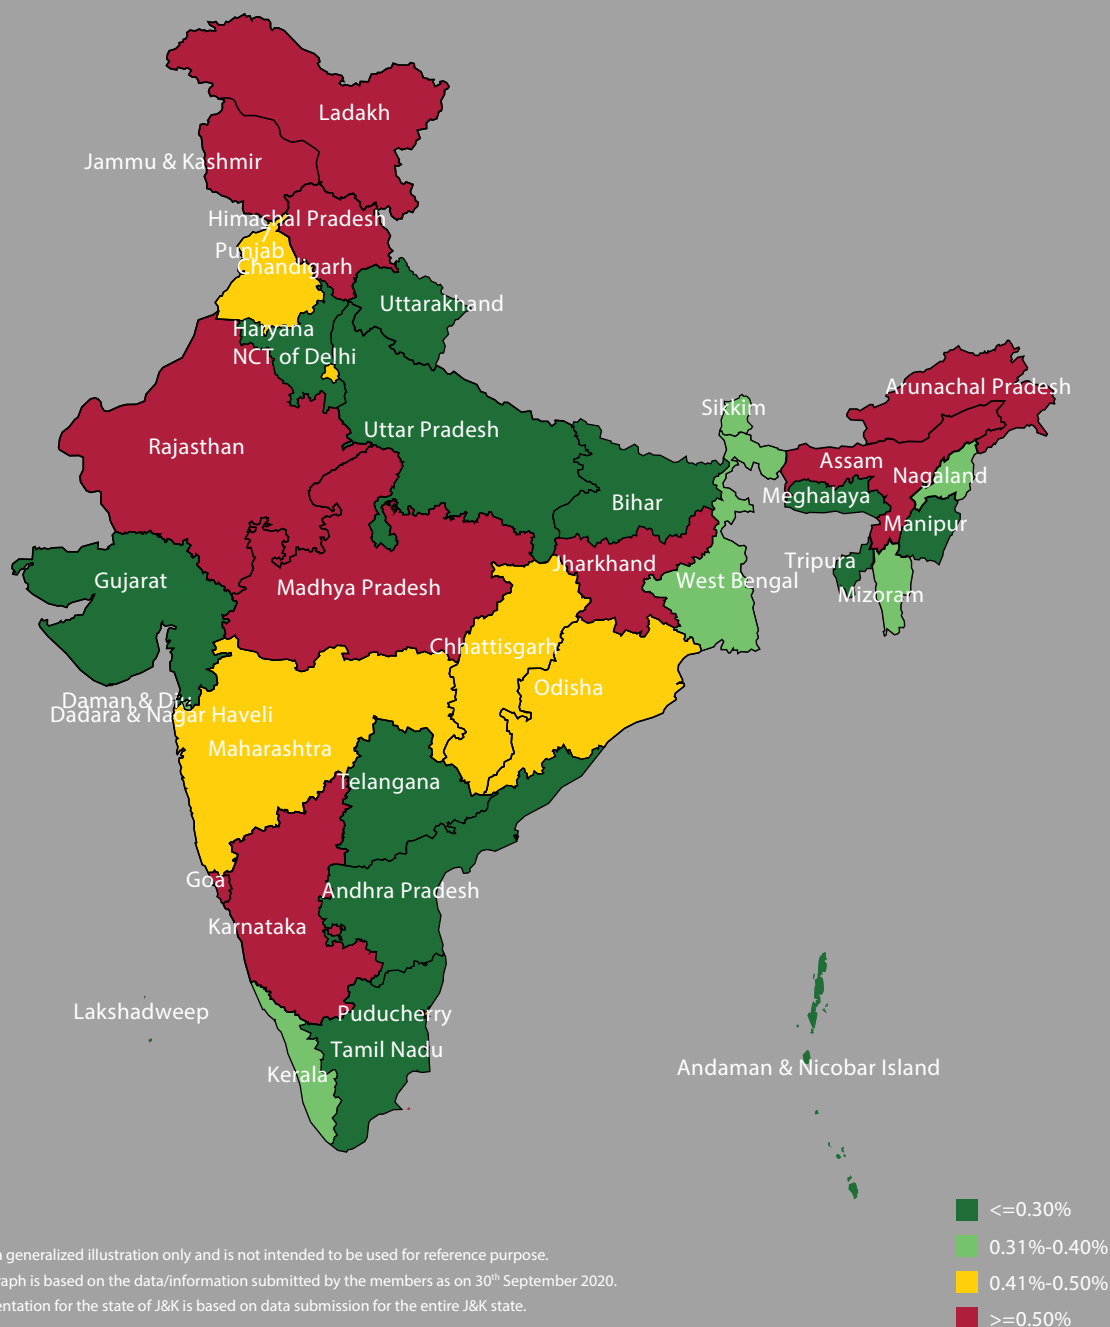 Ladakh
Jammu & Kashmir
Himachal Pradesh
7
Punjab
Chandigarh
Uttarakhand
Haryana
NCT of Delhi
Arunachal Pradesh
Sikkim
Uttar Pradesh
Rajasthan
Assam
Nagaland
Meghalaya
Bihar
Manipur
Tripura
Jharkhand
Gujarat
West Bengal
Madhya Pradesh
Mizoram
Chhattisgarh
Odisha
Daman & Diu
Dadara & Nagar Haveli
Maharashtra
Telangana
Goa
Andhra Pradesh
Karnataka
Lakshadweep
Puducherry
Tamil Nadu
Andaman & Nicobar Island
Kerala
<=0.30%
0.31%-0.40%
0.41%-0.50%
>=0.50%
generalized illustration only and is not intended to be used for reference purpose.
is based on the data/information submitted by the members as on 30th September 2020.
for the state of J&K is based on data submission for the entire J&K state.